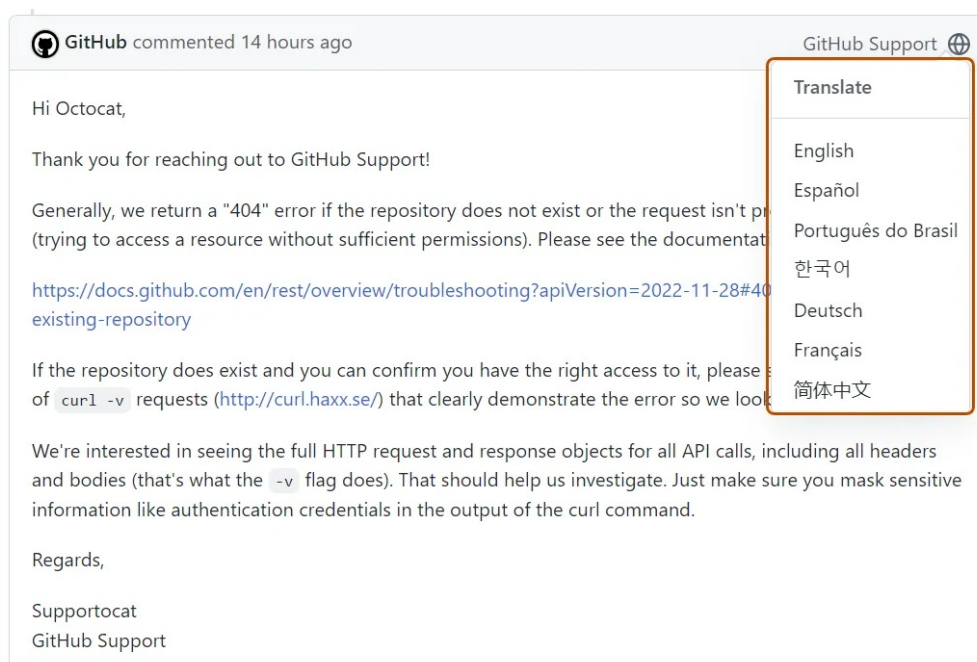 GitHub commented 14 hours ago
GitHub Support
Translate
English
Español
Português do Brasil
한국어
Deutsch
Français
简体中文
Hi Octocat,
Thank you for reaching out to GitHub Support!
Generally, we return a "404" error if the repository does not exist or the request isn't
(trying to access a resource without sufficient permissions). Please see the
https://docs.github.com/en/rest/overview/troubleshooting?apiVersion=2022-11-28#40
existing-repository
If the repository does exist and you can confirm you have the right access to it, please
of curl -v requests (http://curl.haxx.se/) that clearly demonstrate the error so we look
We're interested in seeing the full HTTP request and response objects for all API calls, including all headers
and bodies (that's what the -v flag does). That should help us investigate. Just make sure you mask sensitive
information like authentication credentials in the output of the curl command.
Regards,
Supportocat
GitHub Support